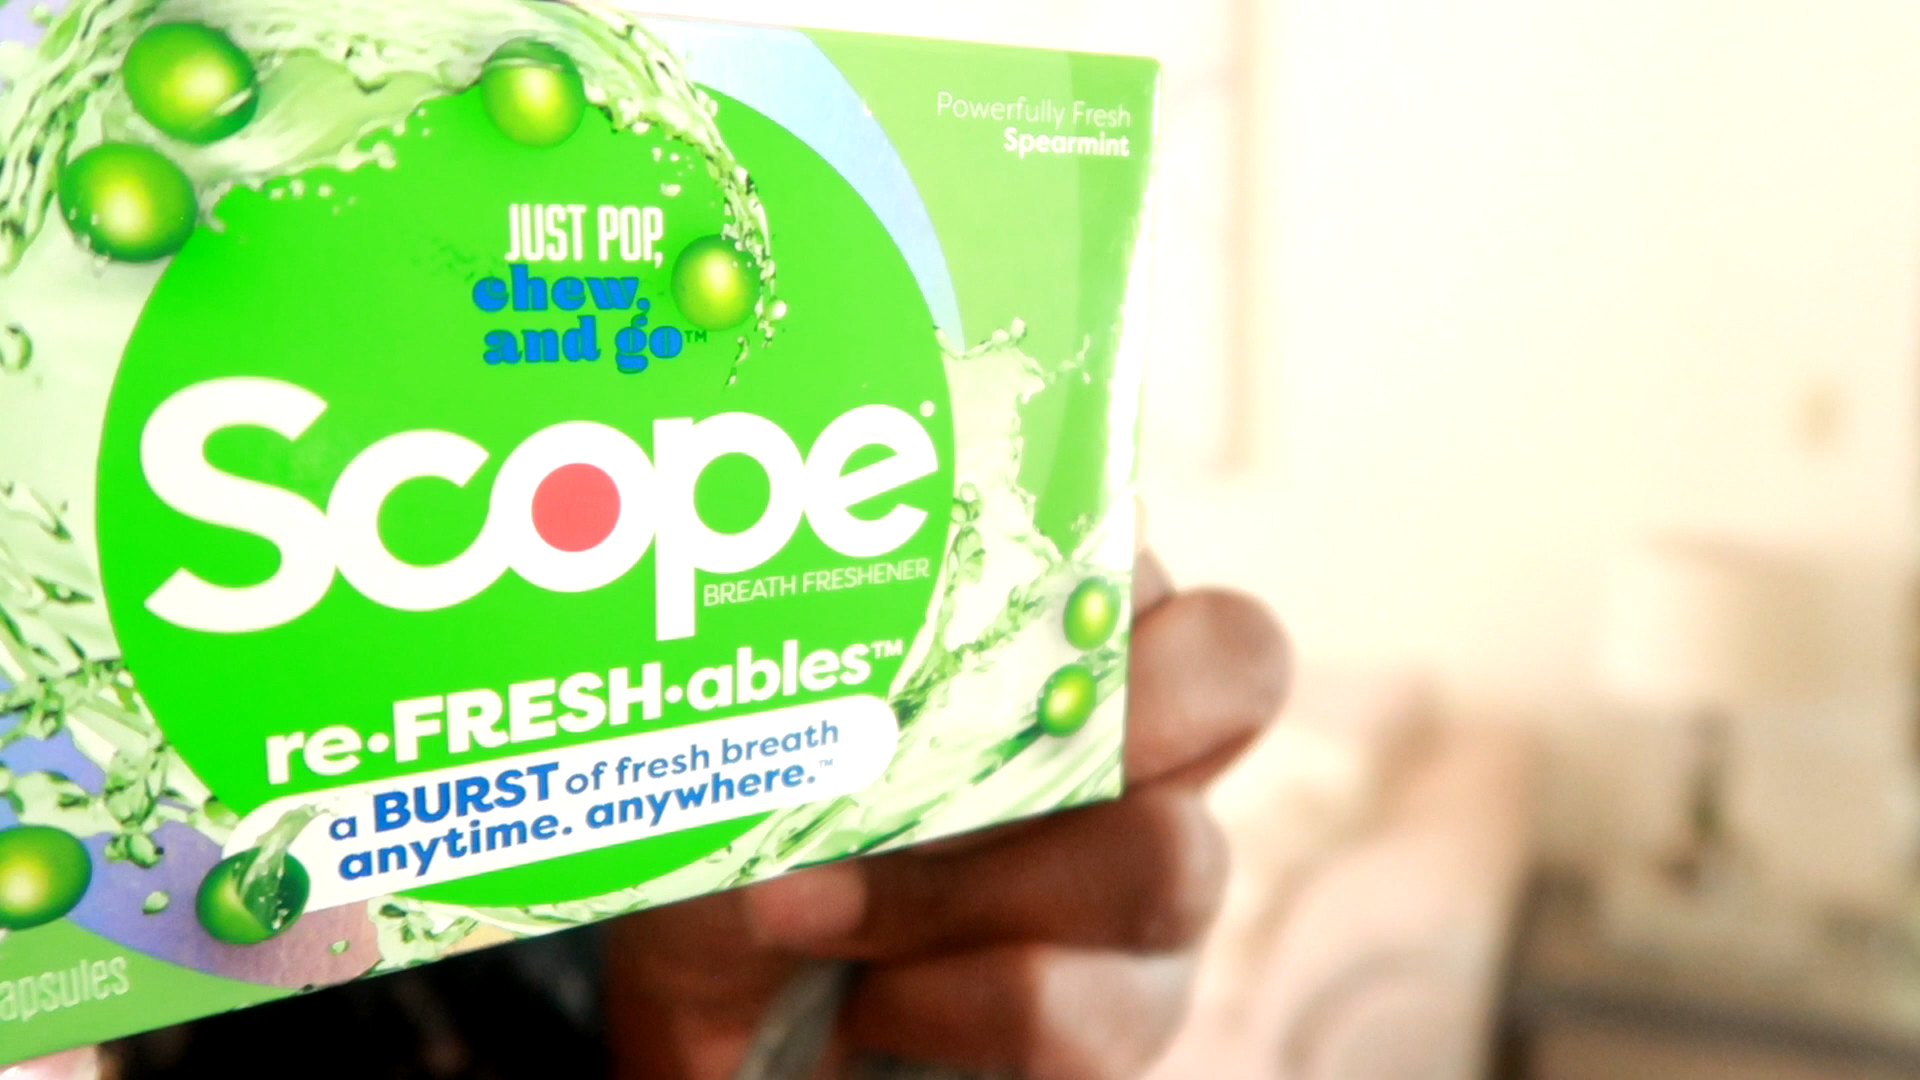 Powerfully Fresh
Spearmint
JUST POP,
chew,
and go™
Scope
BREATH FRESHENER
re•FRESH•ables™
a BURST of fresh breath
anytime. anywhere.™
apsules